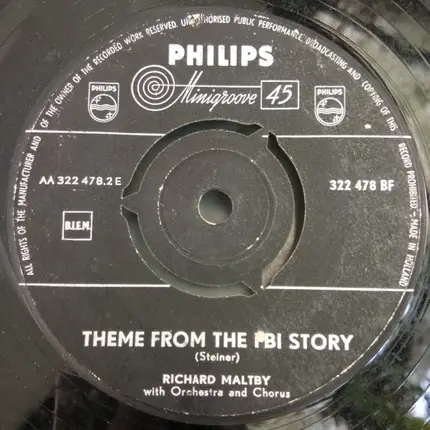 ALL RIGHTS OF THE MANUFACTURER AND OF THE OWNER OF THE RECORDED WORK RESERVED. UNAUTHORISED PUBLIC PERFORMANCE, BROADCASTING AND COPYING OF THIS RECORD PROHIBITED - MADE IN HOLLAND
PHILIPS
Minigroove 45
PHILIPS
PHILIPS
AA 322 478.2 E
322 478 BF
B.I.E.M.
THEME FROM THE FBI STORY
(Steiner)
RICHARD MALTBY
with Orchestra and Chorus